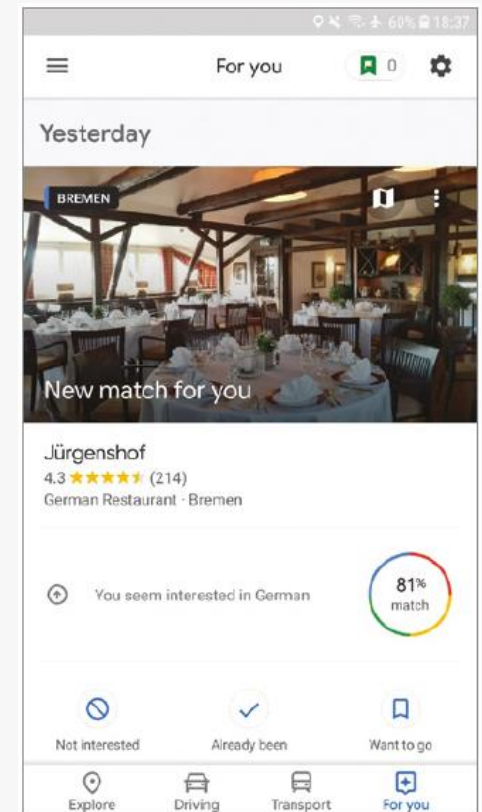 60% 18:37
For you
0
Yesterday
BREMEN
New match for you
Jürgenshof
4.3 (214)
German Restaurant · Bremen
You seem interested in German
81%
match
Not interested
Already been
Want to go
Explore
Driving
Transport
For you